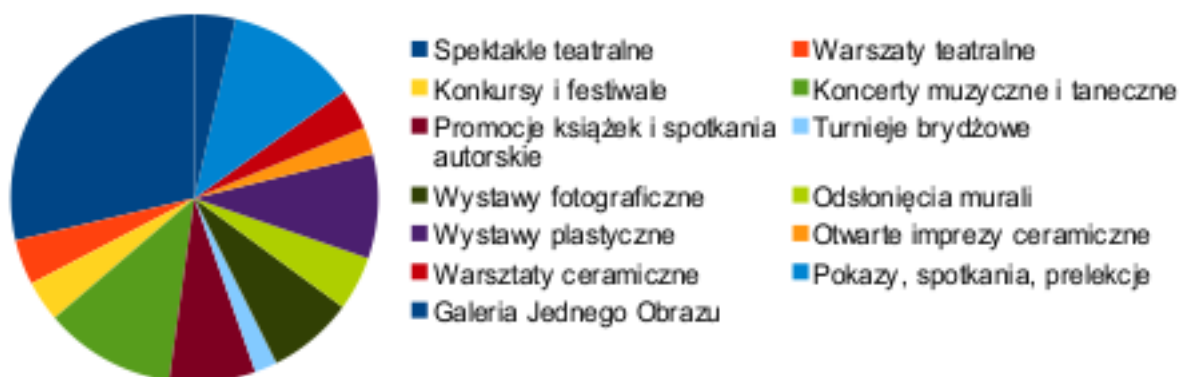 Spektakle teatralne
Warszaty teatralne
Konkursy i festiwale
Koncerty muzyczne i taneczne
Promocje książek i spotkania
autorskie
Turnieje brydżowe
Wystawy fotograficzne
Odsłonięcia murali
Wystawy plastyczne
Otwarte imprezy ceramiczne
Warsztaty ceramiczne
Pokazy, spotkania, prelekcje
Galeria Jednego Obrazu